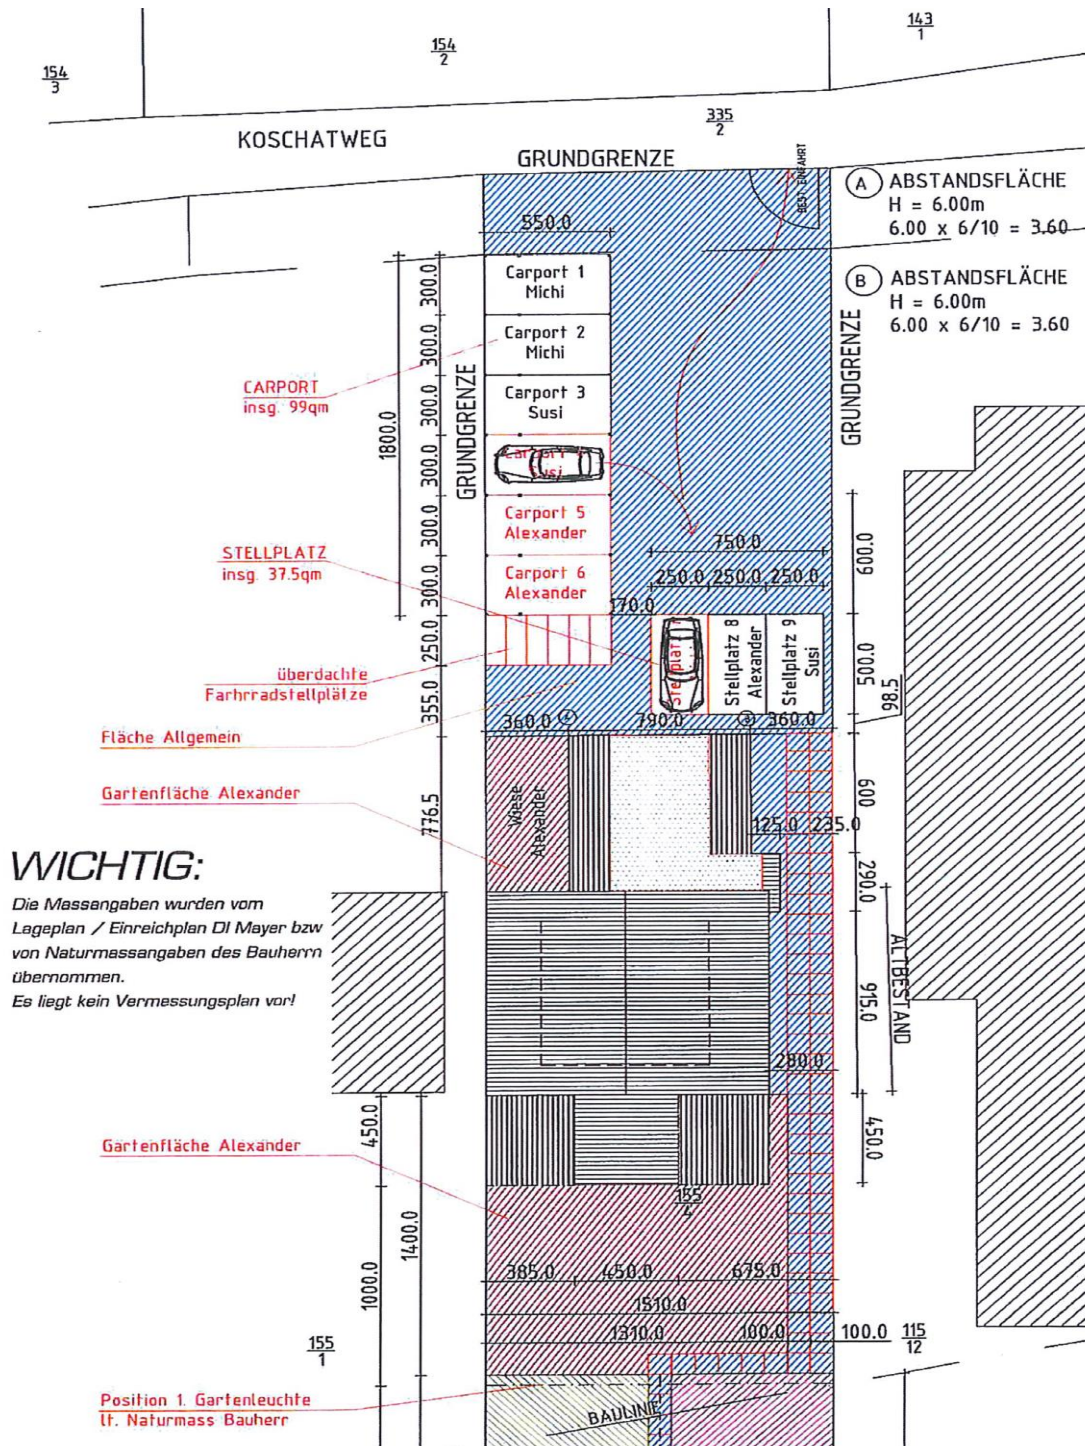 143
1
154
2
154
3
335
2
KOSCHATWEG
GRUNDGRENZE
BEST. EINFAHRT
A ABSTANDSFLÄCHE
H = 6.00m
6.00 x 6/10 = 3.60
B ABSTANDSFLÄCHE
H = 6.00m
6.00 x 6/10 = 3.60
550.0
Carport 1
Michi
Carport 2
Michi
Carport 3
Susi
Susi
Carport 5
Alexander
Carport 6
Alexander
300.0
300.0
300.0
300.0
300.0
300.0
1800.0
250.0
355.0
776.5
GRUNDGRENZE
GRUNDGRENZE
CARPORT
insg. 99qm
STELLPLATZ
insg. 37.5qm
750.0
250.0 250.0 250.0
170.0
Stellplatz 8
Alexander
Stellplatz 9
Susi
600.0
500.0
98.5
überdachte
Farhrradstellplätze
Fläche Allgemein
360.0
790.0
360.0
Gartenfläche Alexander
Wiese
Alexander
600
125.0
235.0
290.0
WICHTIG:
Die Massangaben wurden vom
Lageplan / Einreichplan DI Mayer bzw
von Naturmassangaben des Bauherrn
übernommen.
Es liegt kein Vermessungsplan vor!
ALTBESTAND
915.0
280.0
450.0
450.0
Gartenfläche Alexander
155
4
1400.0
1000.0
385.0 450.0 675.0
1510.0
1310.0 100.0 100.0
115
12
155
1
Position 1. Gartenleuchte
lt. Naturmass Bauherr
BAULINIE